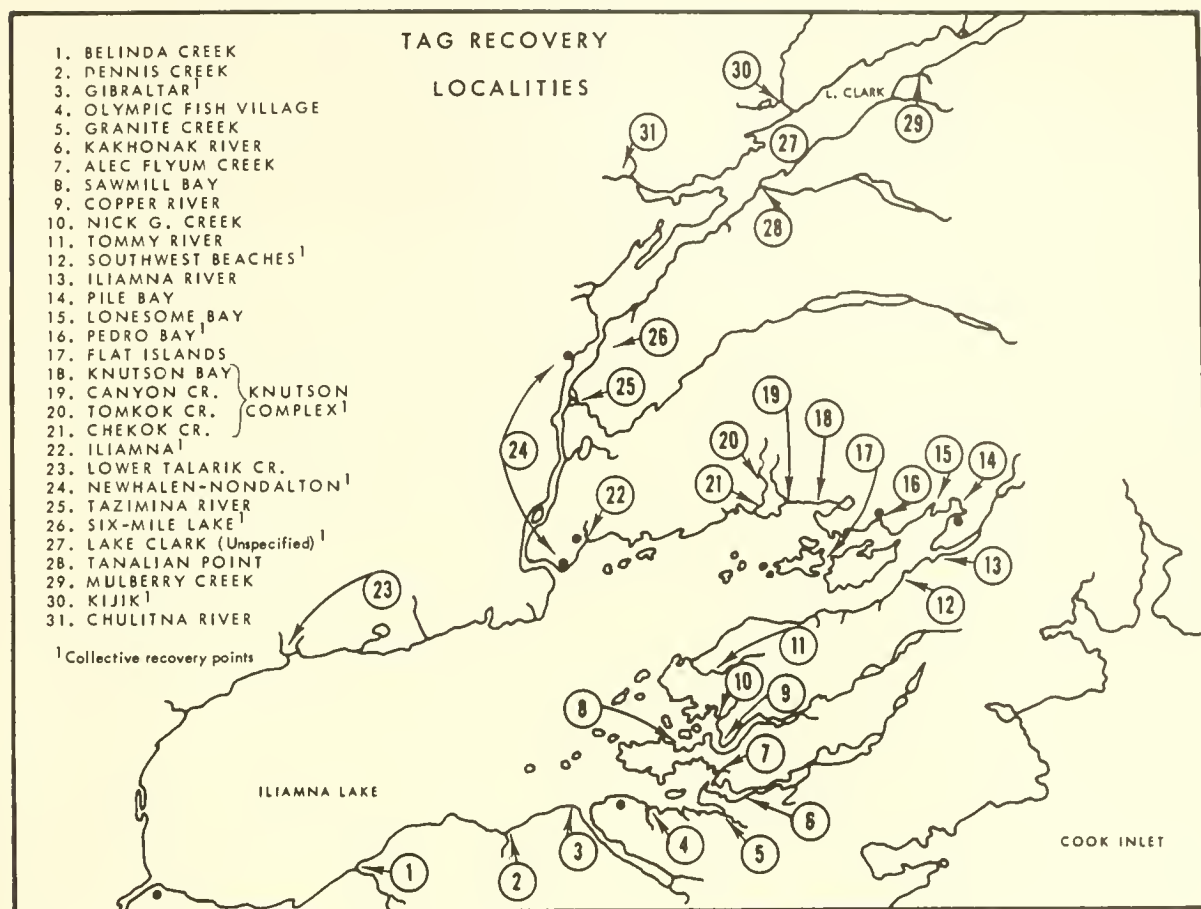 TAG RECOVERY
LOCALITIES
1. BELINDA CREEK
2. DENNIS CREEK
3. GIBRALTAR¹
4. OLYMPIC FISH VILLAGE
5. GRANITE CREEK
6. KAKHONAK RIVER
7. ALEC FLYUM CREEK
8. SAWMILL BAY
9. COPPER RIVER
10. NICK G. CREEK
11. TOMMY RIVER
12. SOUTHWEST BEACHES¹
13. ILIAMNA RIVER
14. PILE BAY
15. LONESOME BAY
16. PEDRO BAY¹
17. FLAT ISLANDS
18. KNUTSON BAY
19. CANYON CR.
20. TOMKOK CR.
21. CHEKOK CR.
KNUTSON
COMPLEX¹
22. ILIAMNA¹
23. LOWER TALARIK CR.
24. NEWHALEN-NONDALTON¹
25. TAZIMINA RIVER
26. SIX-MILE LAKE¹
27. LAKE CLARK (Unspecified)¹
28. TANALIAN POINT
29. MULBERRY CREEK
30. KIJIK¹
31. CHULITNA RIVER
¹Collective recovery points
30
L. CLARK
31
27
29
28
26
25
24
19
18
20
17
15
14
21
22
16
13
23
12
11
10
9
8
7
ILIAMNA LAKE
6
COOK INLET
3
4
5
1
2